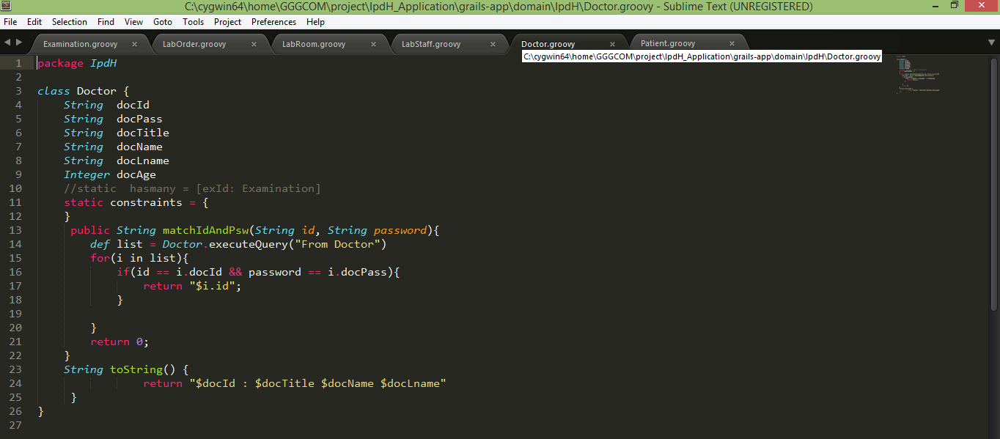 C:\cygwin64\home\GGGCOM\project\IpdH_Application\grails-app\domain\IpdH\Doctor.groovy - Sublime Text (UNREGISTERED)
File Edit Selection Find View Goto Tools Project Preferences Help
Examination.groovy × LabOrder.groovy × LabRoom.groovy × LabStaff.groovy × Doctor.groovy × Patient.groovy ×
C:\cygwin64\home\GGGCOM\project\IpdH_Application\grails-app\domain\IpdH\Doctor.groovy
1 package IpdH
2
3 class Doctor {
4     String  docId
5     String  docPass
6     String  docTitle
7     String  docName
8     String  docLname
9     Integer docAge
10     //static  hasmany = [exId: Examination]
11     static constraints = {
12     }
13      public String matchIdAndPsw(String id, String password){
14         def list = Doctor.executeQuery("From Doctor")
15         for(i in list){
16             if(id == i.docId && password == i.docPass){
17                 return "$i.id";
18             }
19
20         }
21         return 0;
22     }
23     String toString() {
24                 return "$docId : $docTitle $docName $docLname"
25      }
26 }
27